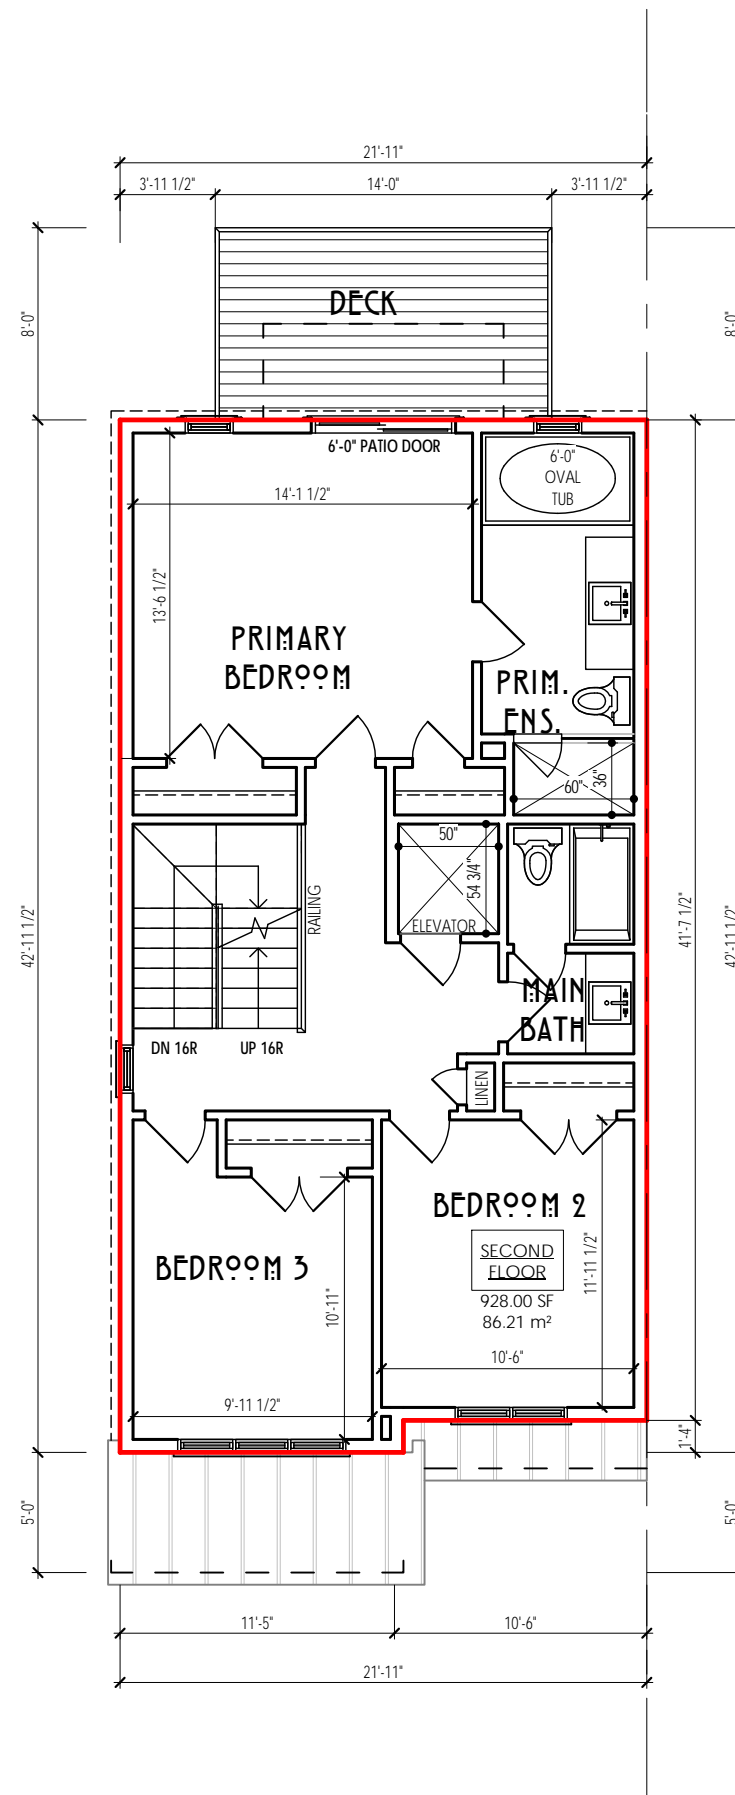 21'-11"
3'-11 1/2" 14'-0" 3'-11 1/2"
8'-0"
8'-0"
DECK
6'-0" PATIO DOOR
6'-0"
OVAL
TUB
14'-1 1/2"
13'-6 1/2"
PRIMARY
BEDROOM
PRIM.
ENS.
60"
36"
50"
54 3/4"
ELEVATOR
RAILING
42'-11 1/2"
41'-7 1/2"
42'-11 1/2"
MAIN
BATH
DN 16R UP 16R
LINEN
BEDROOM 2
SECOND
FLOOR
928.00 SF
86.21 m²
11'-11 1/2"
BEDROOM 3
10'-11"
10'-6"
9'-11 1/2"
1'-4"
5'-0"
5'-0"
11'-5" 10'-6"
21'-11"